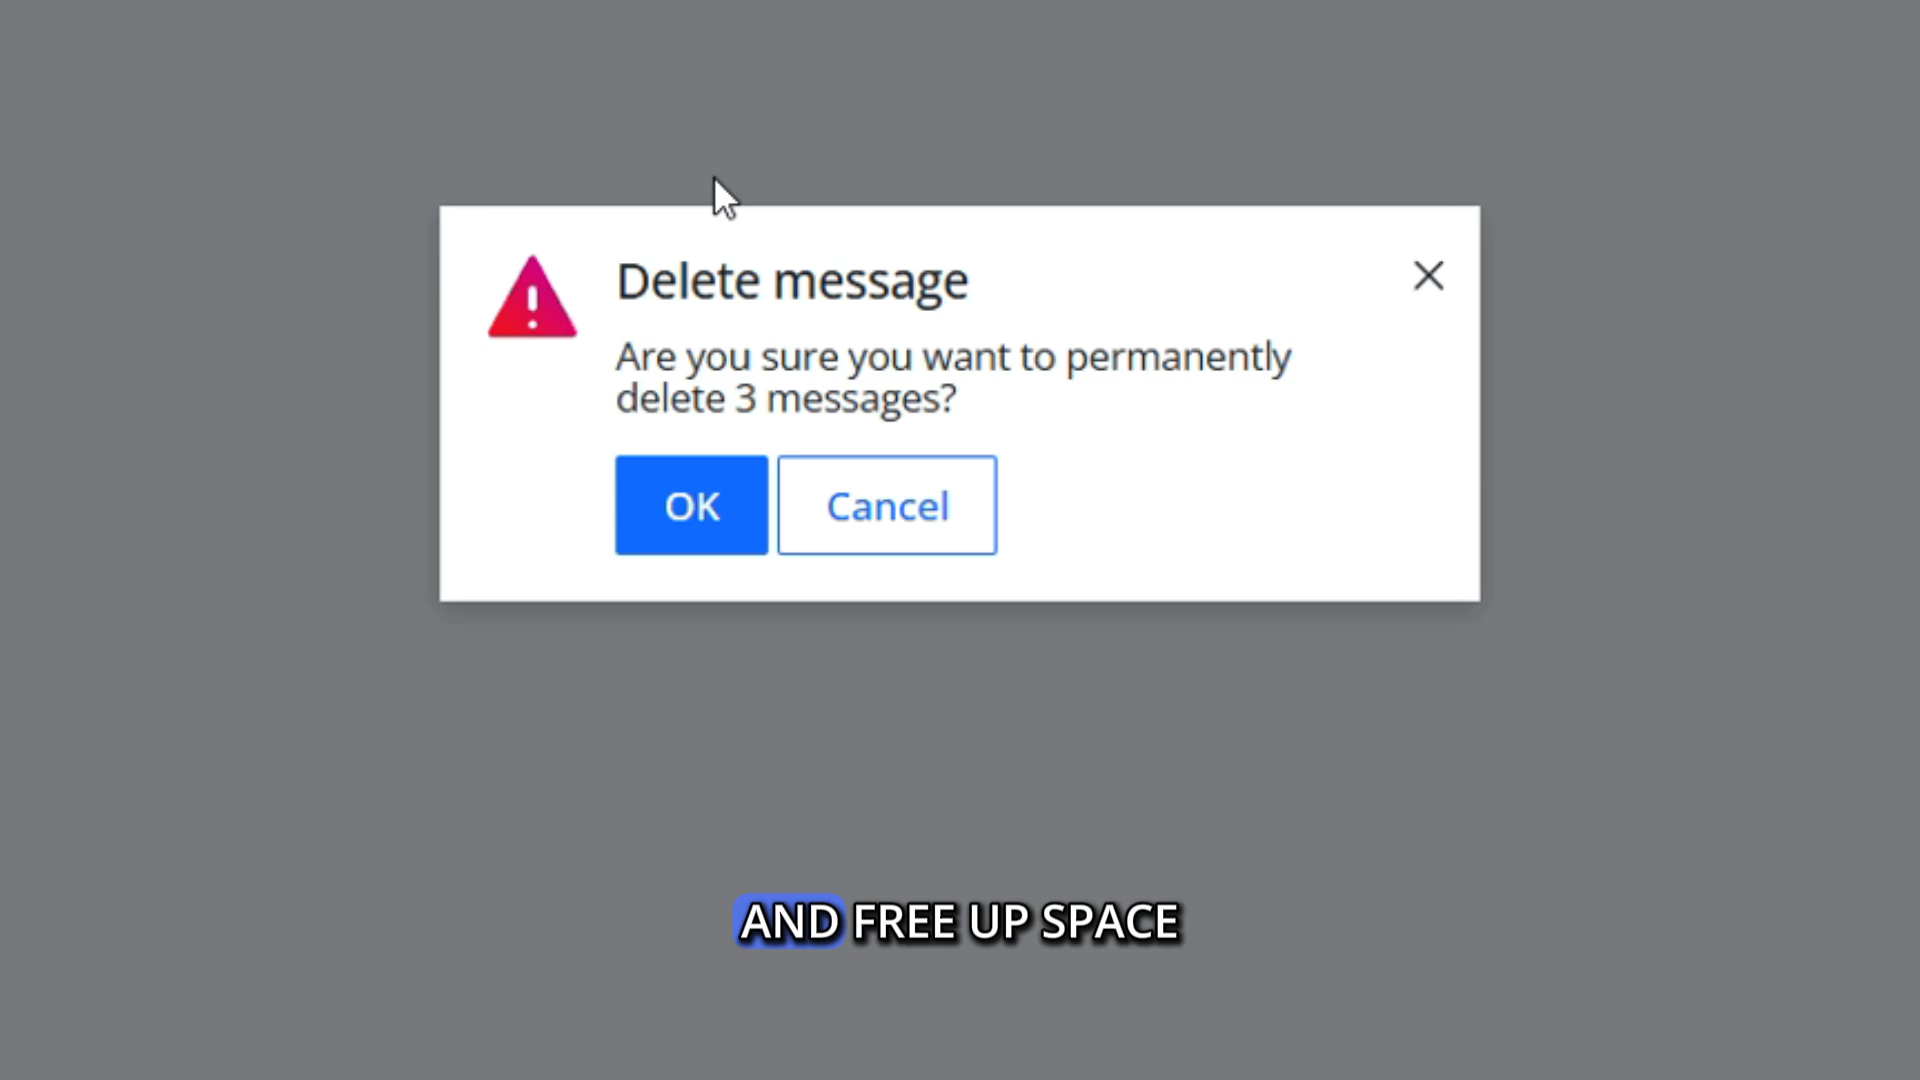 Delete message
Are you sure you want to permanently
delete 3 messages?
OK
Cancel
AND FREE UP SPACE